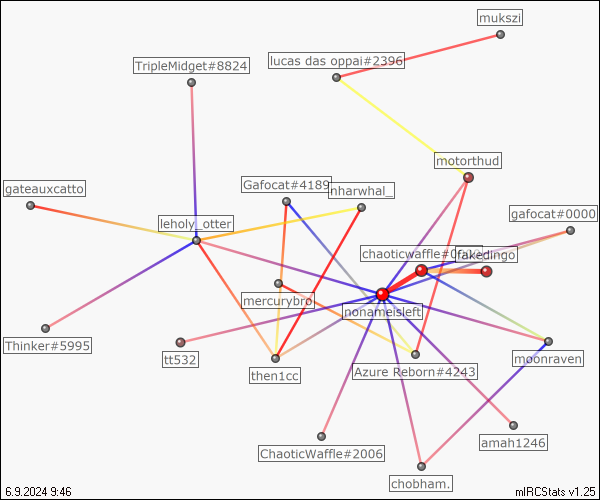 mukszi
lucas das oppai#2396
TripleMidget#8824
motorthud
Gafocat#4189
nharwhal_
gateauxcatto
gafocat#0000
leholy_otter
fakedingo
mercurybro
nonameisleft
Thinker#5995
tt532
moonraven
then1cc
Azure Reborn#4243
amah1246
ChaoticWaffle#2006
chobham.
6.9.2024 9:46
mIRCStats v1.25